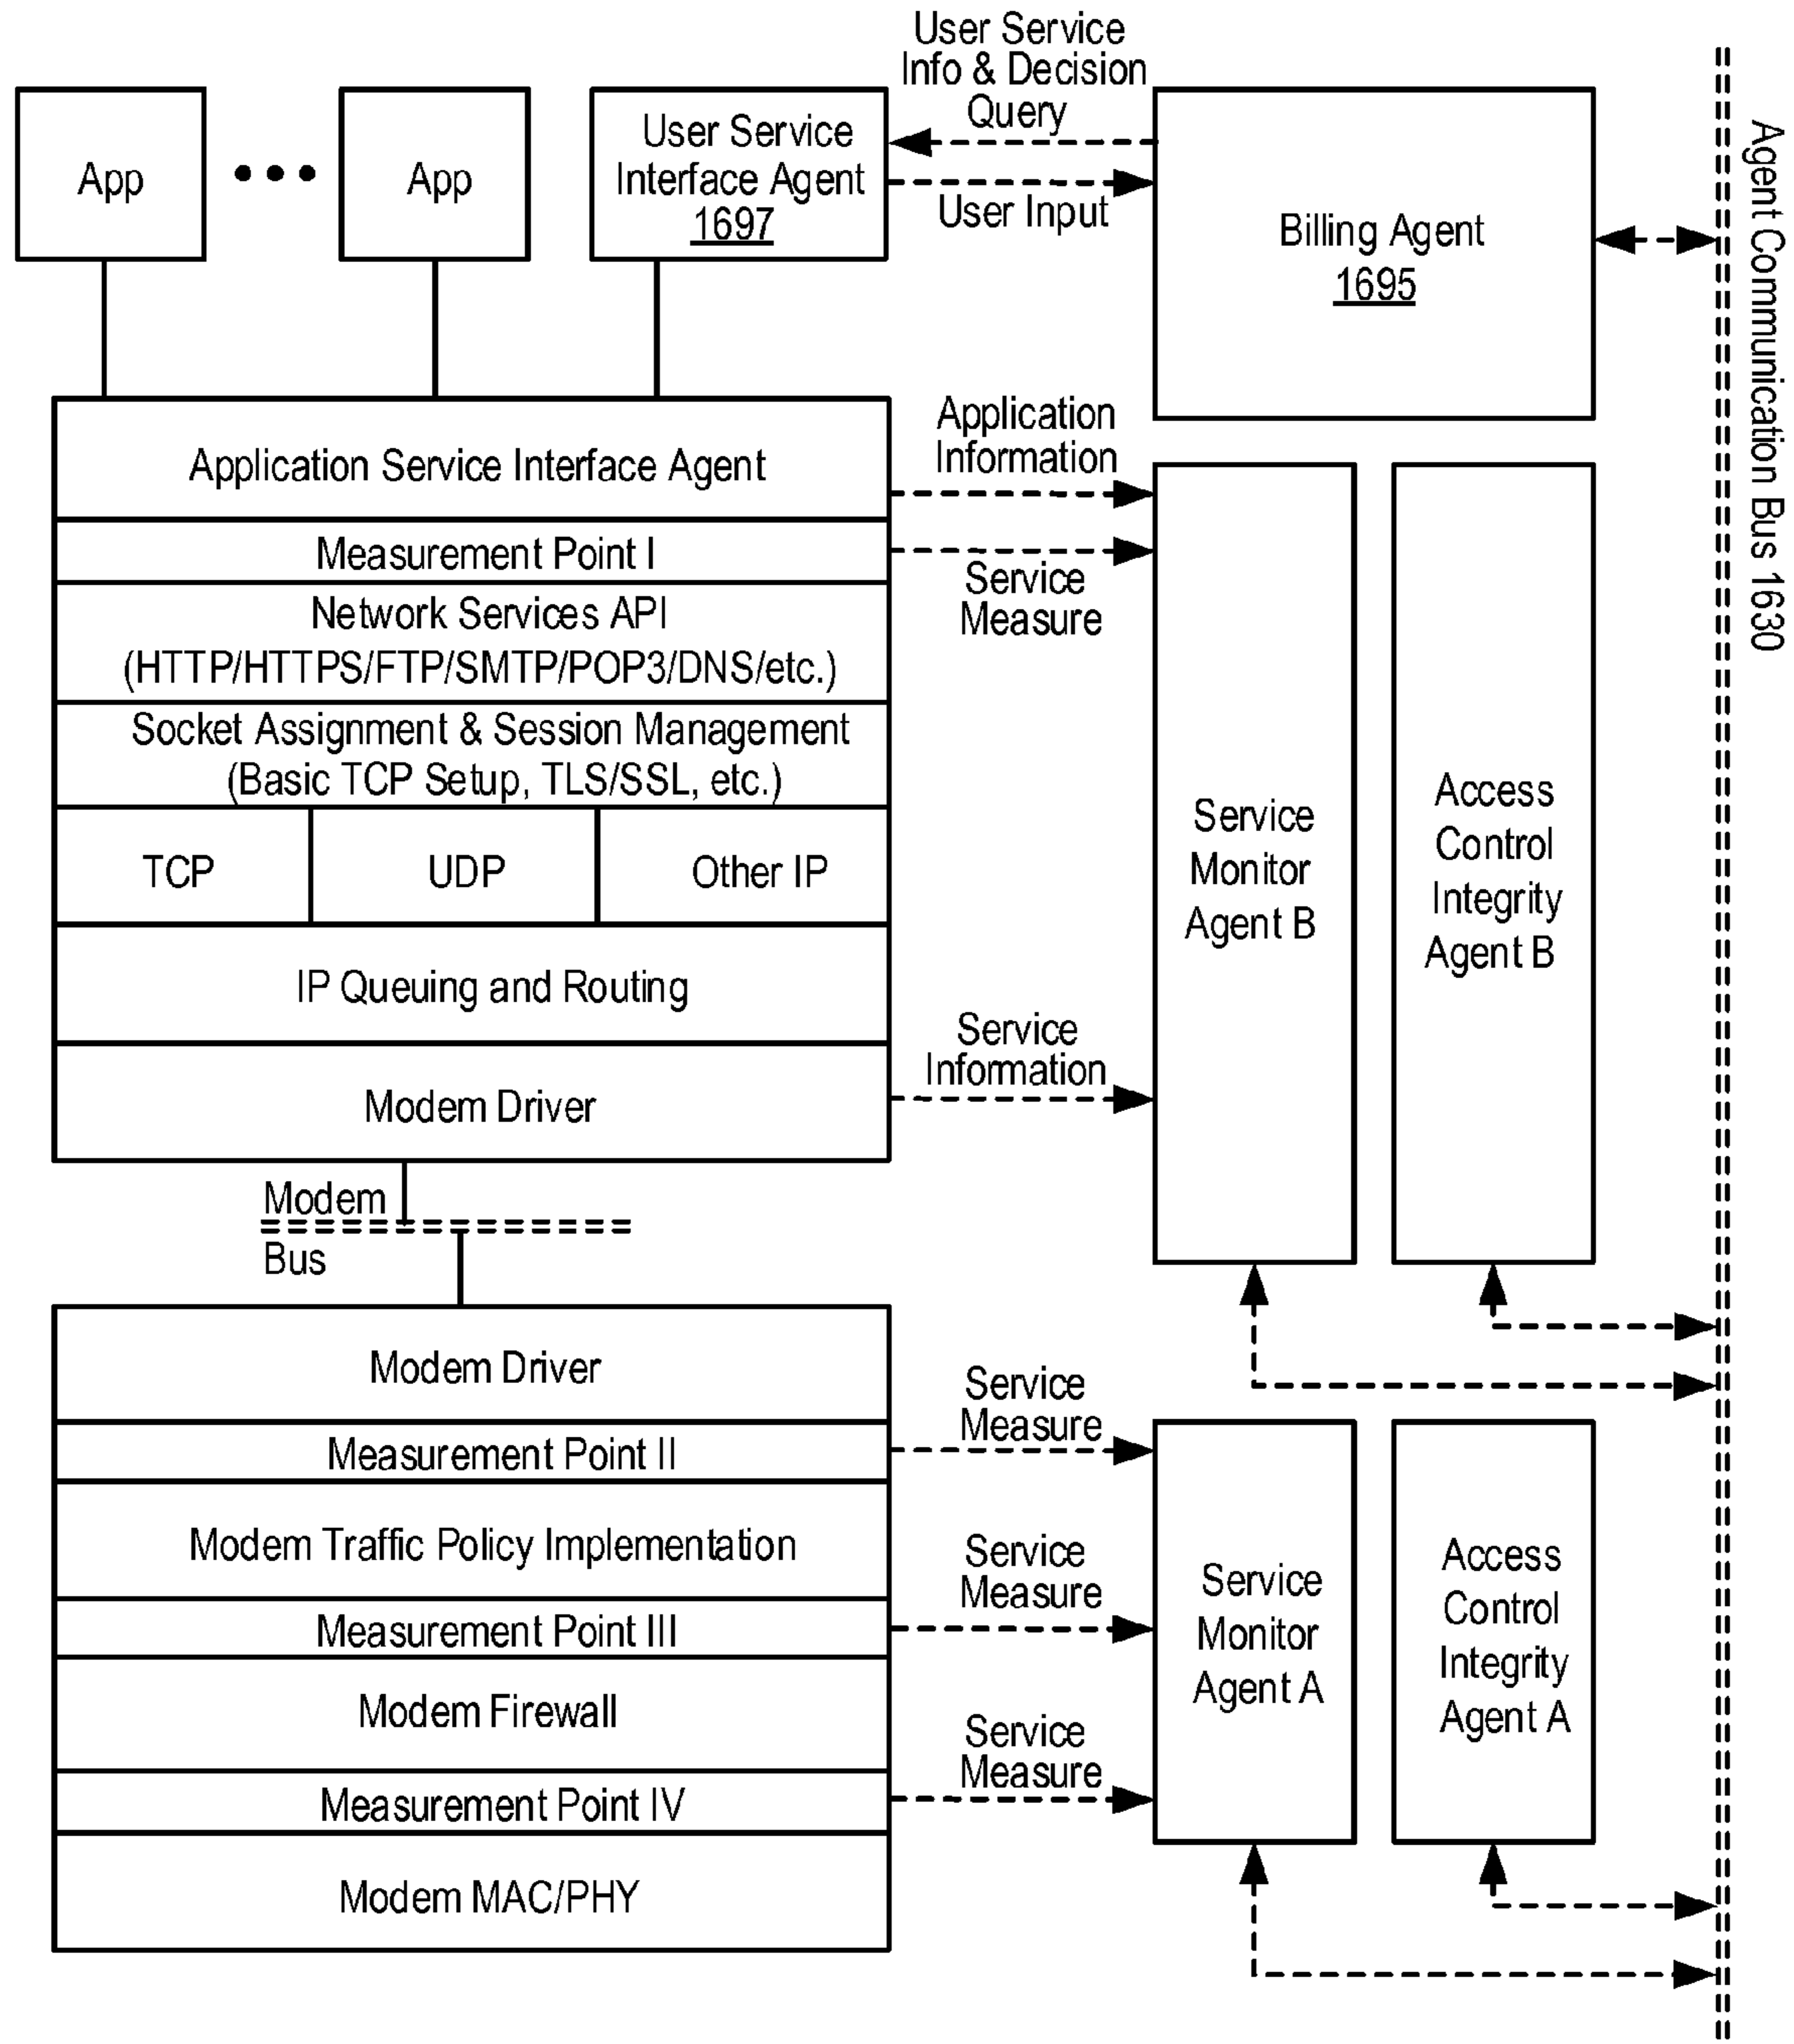 User Service
Info & Decision
Query
App
App
User Service
Interface Agent
1697
User Input
Billing Agent
1695
Agent Communication Bus 1630
Application Service Interface Agent
Application
Information
Measurement Point I
Service
Measure
Network Services API
(HTTP/HTTPS/FTP/SMTP/POP3/DNS/etc.)
Socket Assignment & Session Management
(Basic TCP Setup, TLS/SSL, etc.)
TCP
UDP
Other IP
IP Queuing and Routing
Service
Information
Modem Driver
Service
Monitor
Agent B
Access
Control
Integrity
Agent B
Modem
Bus
Modem Driver
Service
Measure
Measurement Point II
Modem Traffic Policy Implementation
Service
Measure
Measurement Point III
Modem Firewall
Service
Measure
Measurement Point IV
Modem MAC/PHY
Service
Monitor
Agent A
Access
Control
Integrity
Agent A